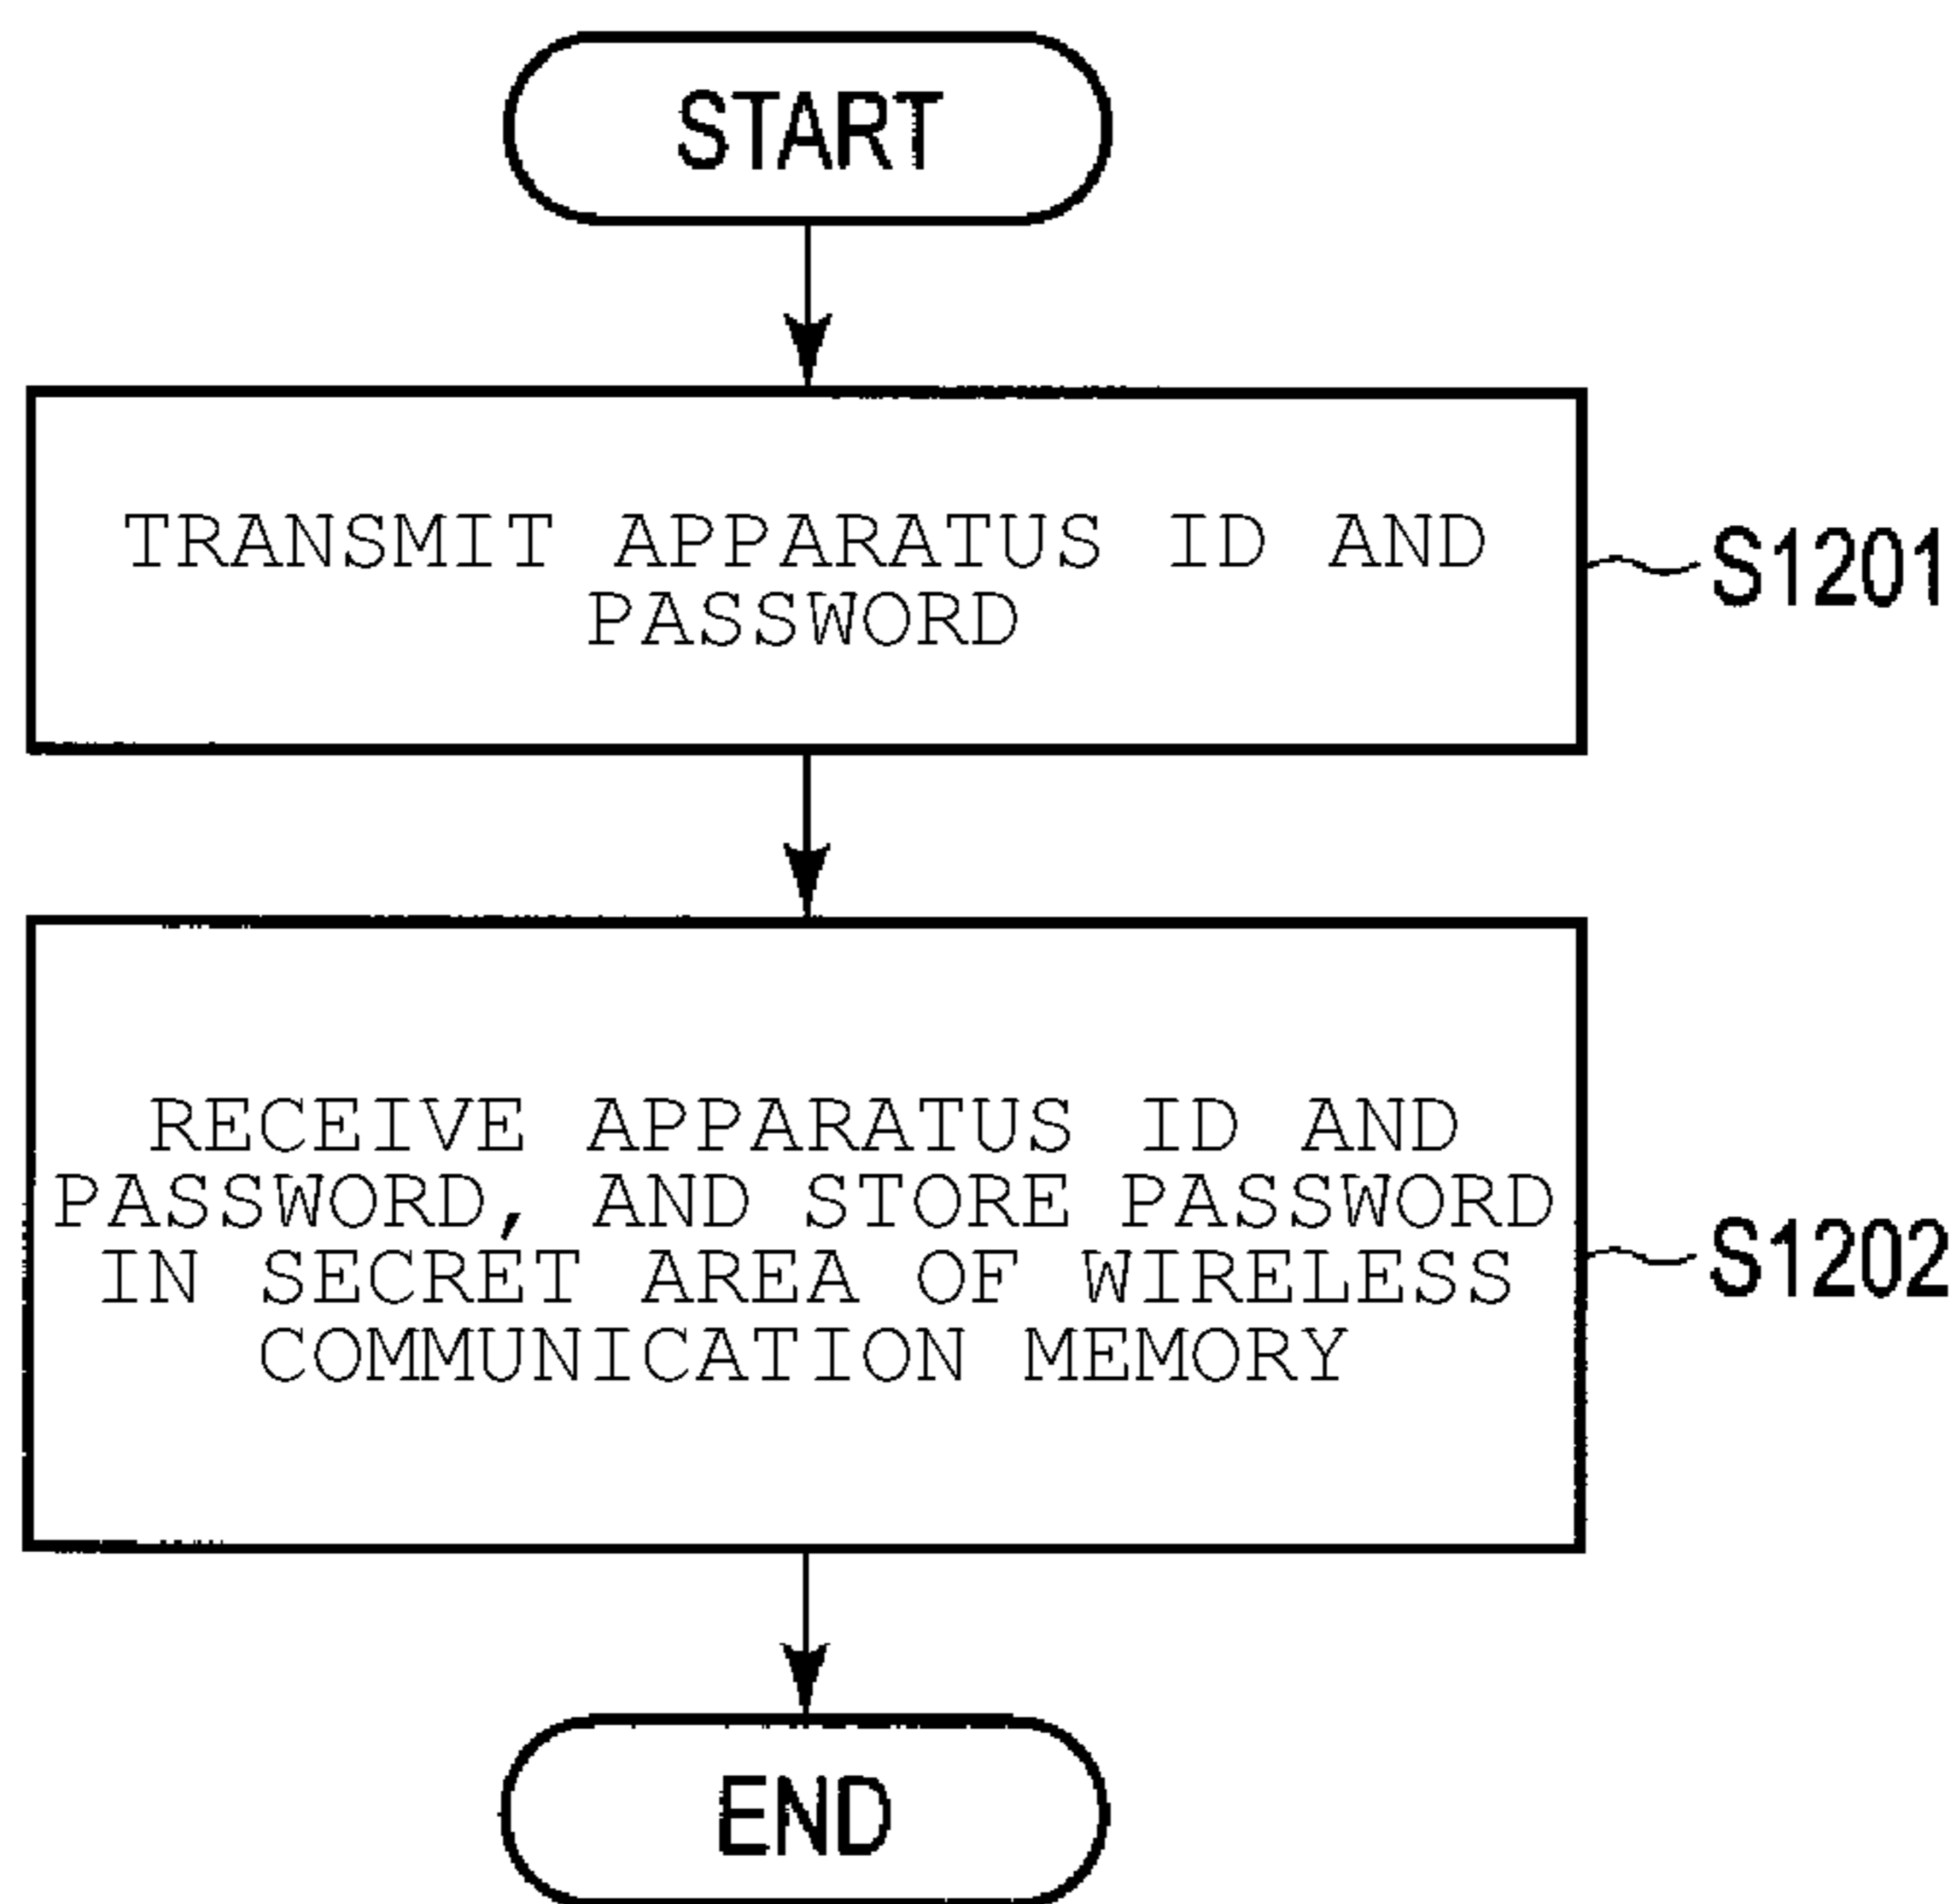 START
TRANSMIT APPARATUS ID AND
PASSWORD
S1201
RECEIVE APPARATUS ID AND
PASSWORD, AND STORE PASSWORD
IN SECRET AREA OF WIRELESS
COMMUNICATION MEMORY
S1202
END